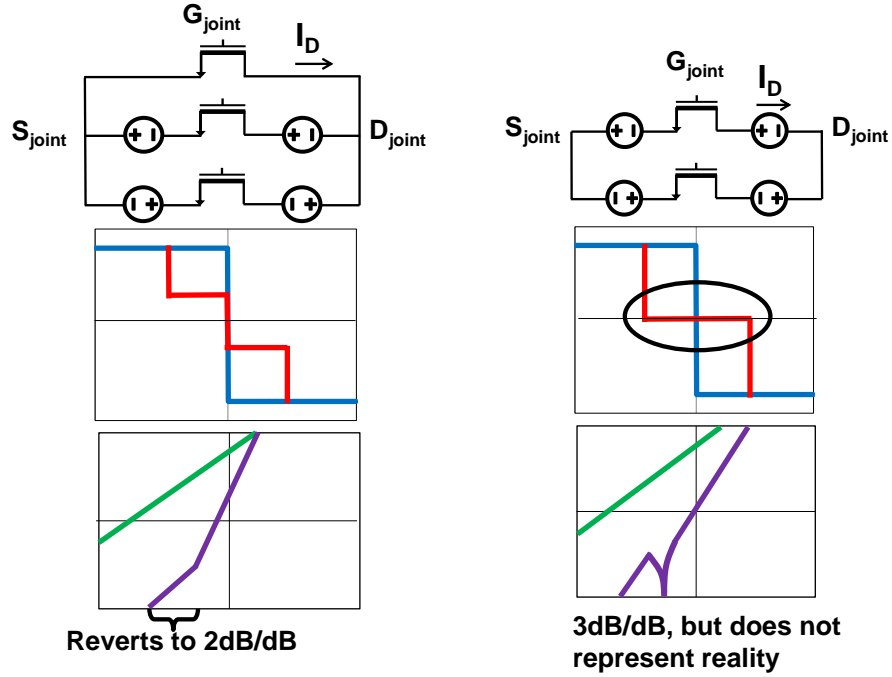 G_joint
I_D
S_joint
D_joint
Reverts to 2dB/dB
G_joint
I_D
S_joint
D_joint
3dB/dB, but does not
represent reality